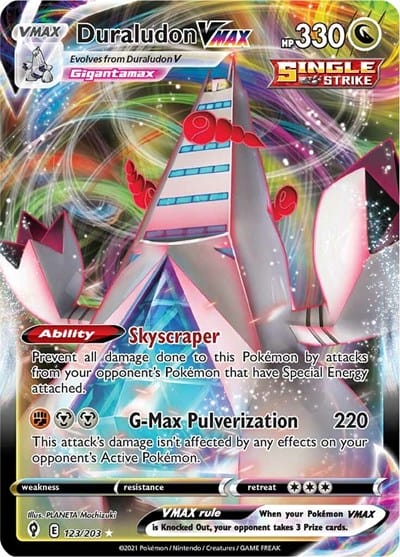 VMAX
Duraludon VMAX
HP 330
Evolves from Duraludon V
Gigantamax
SINGLE STRIKE
Ability Skyscraper
Prevent all damage done to this Pokémon by attacks
from your opponent's Pokémon that have Special Energy
attached.
G-Max Pulverization 220
This attack's damage isn't affected by any effects on your
opponent's Active Pokémon.
weakness resistance retreat
Illus. PLANETA Mochizuki
VMAX rule When your Pokémon VMAX
is Knocked Out, your opponent takes 3 Prize cards.
E 123/203 ★
©2021 Pokémon / Nintendo / Creatures / GAME FREAK